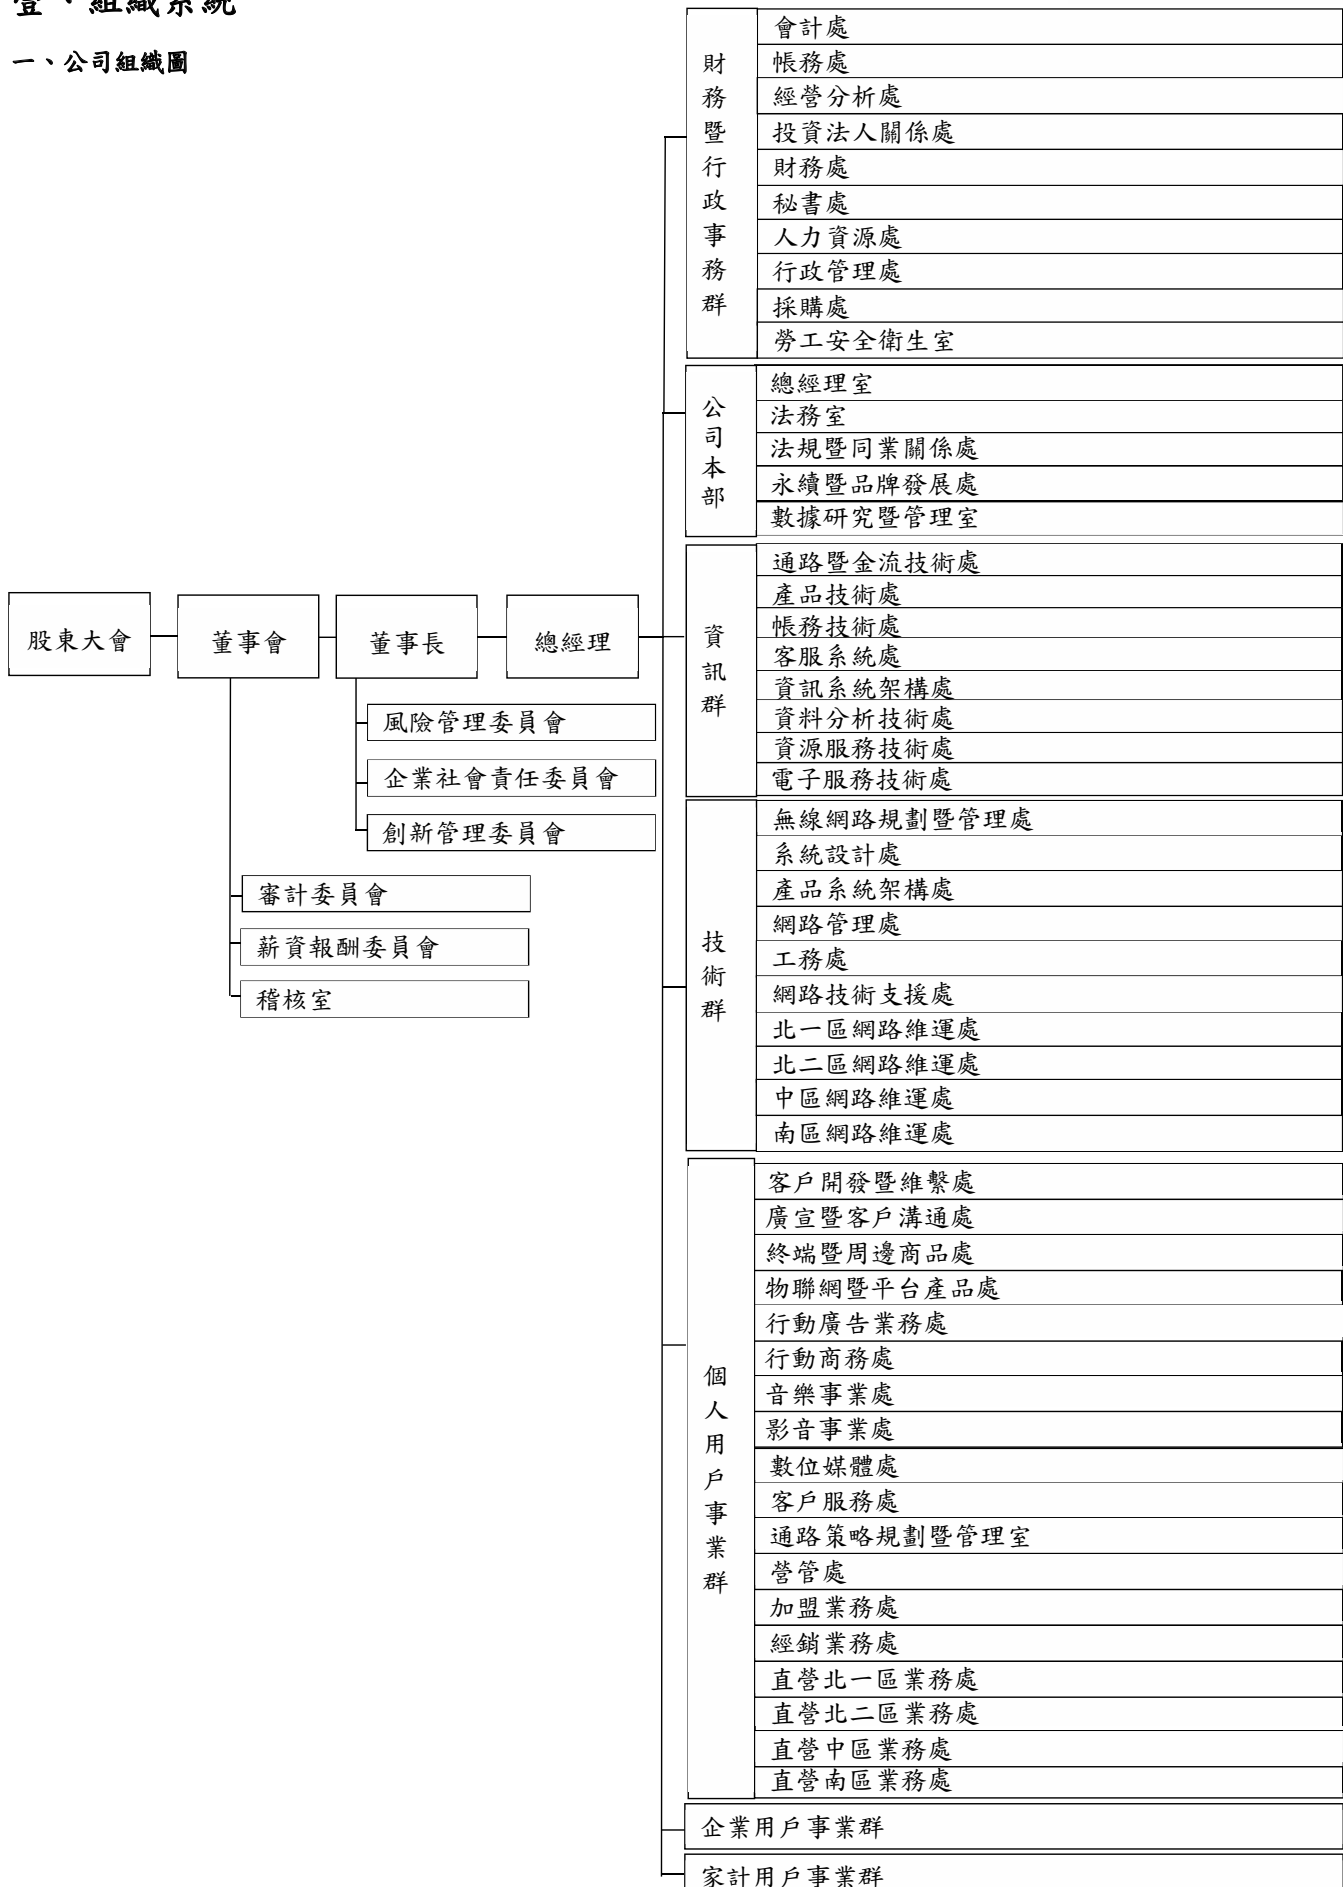 壹、組織系統
一、公司組織圖
股東大會
董事會
董事長
總經理
風險管理委員會
企業社會責任委員會
創新管理委員會
審計委員會
薪資報酬委員會
稽核室
財務暨行政事務群
會計處
帳務處
經營分析處
投資法人關係處
財務處
秘書處
人力資源處
行政管理處
採購處
勞工安全衛生室
公司本部
總經理室
法務室
法規暨同業關係處
永續暨品牌發展處
數據研究暨管理室
資訊群
通路暨金流技術處
產品技術處
帳務技術處
客服系統處
資訊系統架構處
資料分析技術處
資源服務技術處
電子服務技術處
技術群
無線網路規劃暨管理處
系統設計處
產品系統架構處
網路管理處
工務處
網路技術支援處
北一區網路維運處
北二區網路維運處
中區網路維運處
南區網路維運處
個人用戶事業群
客戶開發暨維繫處
廣宣暨客戶溝通處
終端暨周邊商品處
物聯網暨平台產品處
行動廣告業務處
行動商務處
音樂事業處
影音事業處
數位媒體處
客戶服務處
通路策略規劃暨管理室
營管處
加盟業務處
經銷業務處
直營北一區業務處
直營北二區業務處
直營中區業務處
直營南區業務處
企業用戶事業群
家計用戶事業群